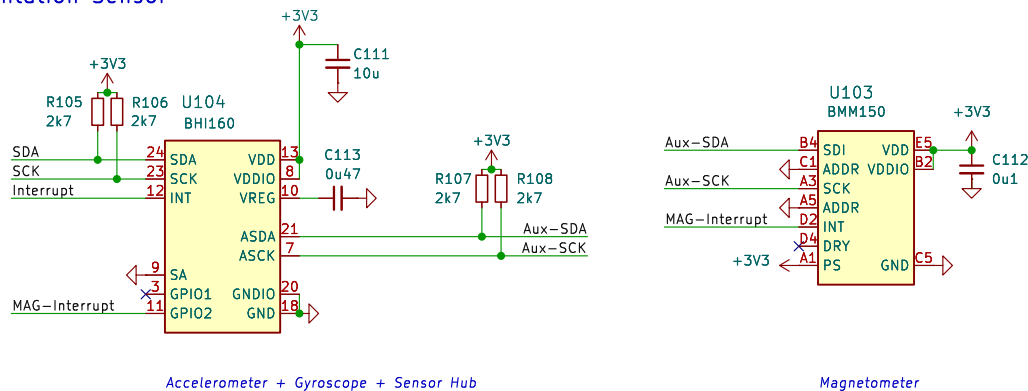 ntation Sensor
+3V3
C111
10u
+3V3
R105
2k7
R106
2k7
U104
BHI160
SDA
SCK
Interrupt
24 SDA
23 SCK
12 INT
VDD 13
VDDIO 8
VREG 10
C113
0u47
ASDA 21
ASCK 7
+3V3
R107
2k7
R108
2k7
Aux-SDA
Aux-SCK
9 SA
3 GPIO1
MAG-Interrupt
11 GPIO2
GNDIO 20
GND 18
Accelerometer + Gyroscope + Sensor Hub
U103
BMM150
+3V3
Aux-SDA
Aux-SCK
MAG-Interrupt
+3V3
B4 SDI
C1 ADDR
A3 SCK
A5 ADDR
D2 INT
D4 DRY
A1 PS
VDD E5
VDDIO B2
GND C5
C112
0u1
Magnetometer